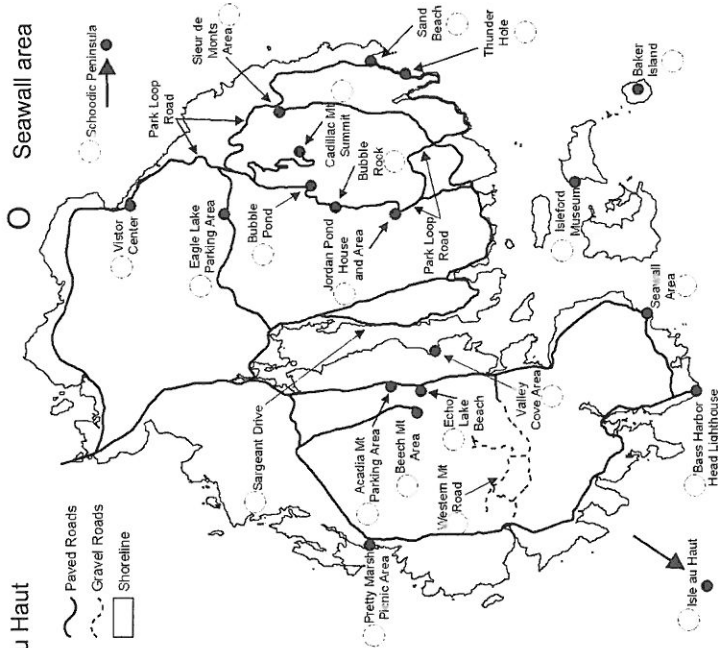 u Haut
Seawall area
Paved Roads
Gravel Roads
Shoreline
Schoodic Peninsula
Sieur de
Monts
Area
Park Loop
Road
Sand
Beach
Thunder
Hole
Vistor
Center
Eagle Lake
Parking Area
Cadillac Mt
Summit
Bubble
Pond
Bubble
Rock
Jordan Pond
House
and Area
Park Loop
Road
Baker
Island
Isleford
Museum
Sargeant Drive
Acadia Mt
Parking Area
Beech Mt
Area
Echo
Lake
Beach
Valley
Cove Area
Western Mt
Road
Seawall
Area
Pretty Marsh
Picnic Area
Bass Harbor
Head Lighthouse
Isle au Haut